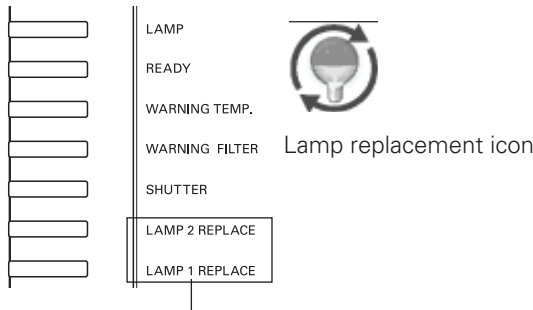 LAMP
READY
WARNING TEMP.
WARNING FILTER
SHUTTER
LAMP 2 REPLACE
LAMP 1 REPLACE
Lamp replacement icon